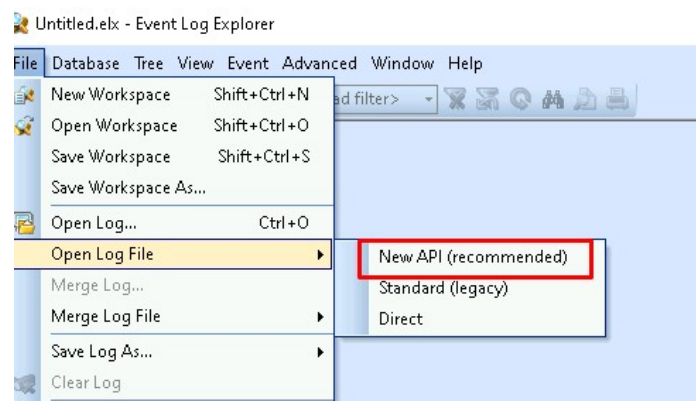 Untitled.elx - Event Log Explorer
File Database Tree View Event Advanced Window Help
New Workspace Shift+Ctrl+N
ad filter>
Open Workspace Shift+Ctrl+O
Save Workspace Shift+Ctrl+S
Save Workspace As...
Open Log... Ctrl+O
Open Log File
New API (recommended)
Merge Log...
Standard (legacy)
Merge Log File
Direct
Save Log As...
Clear Log